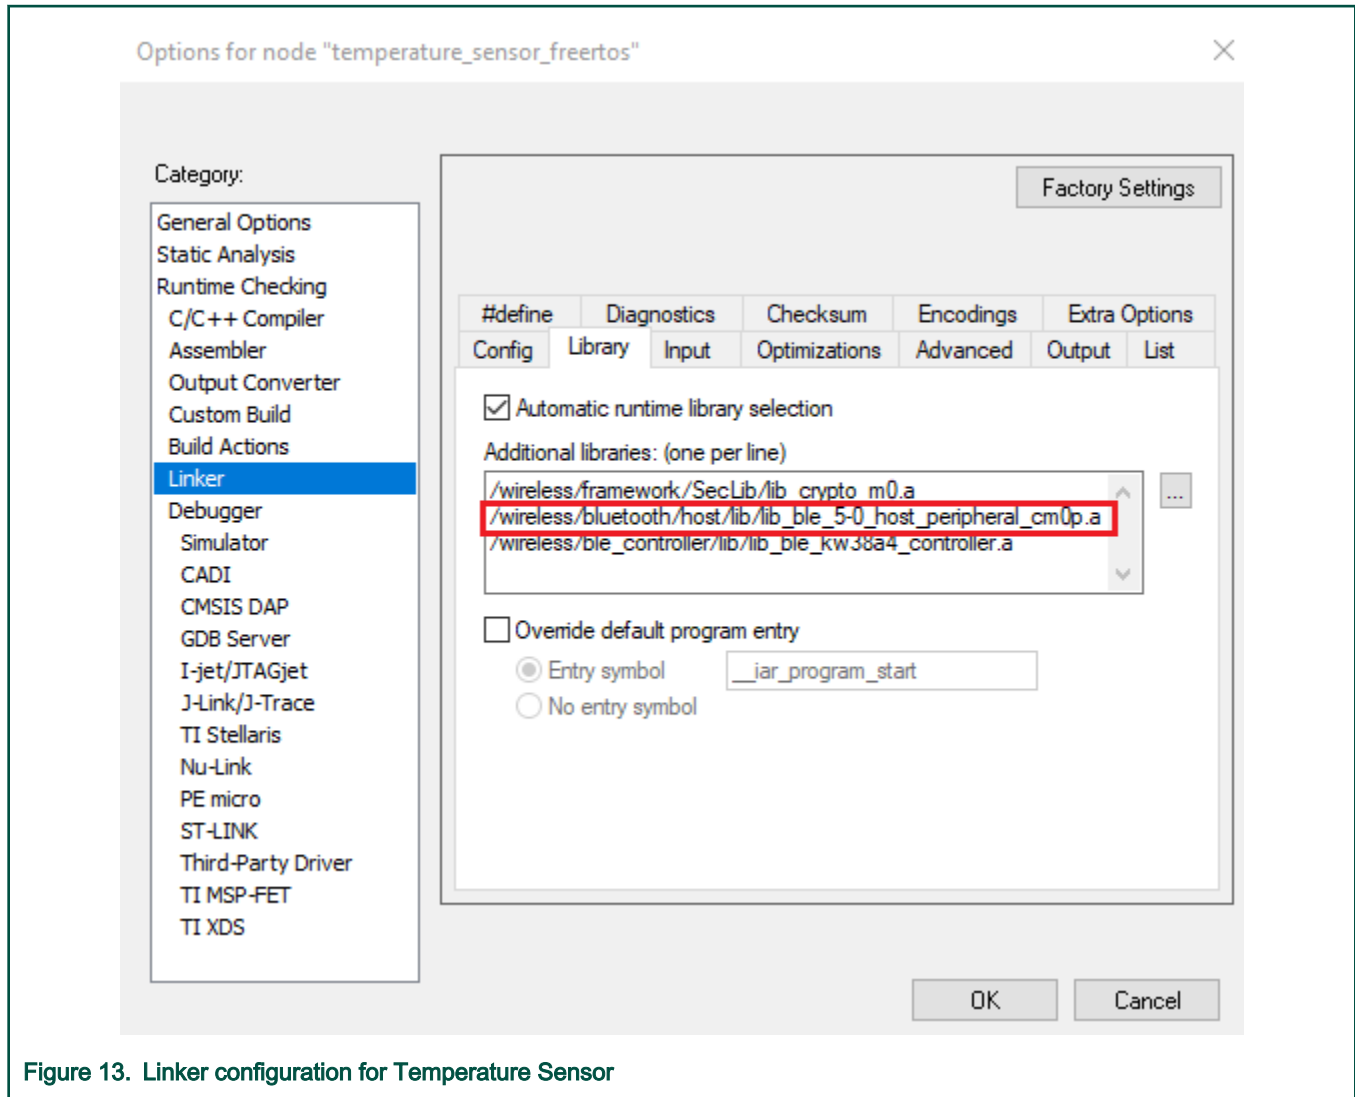 Options for node "temperature_sensor_freertos"
Category:
Factory Settings
General Options
Static Analysis
Runtime Checking
C/C++ Compiler
Assembler
Output Converter
Custom Build
Build Actions
Linker
Debugger
Simulator
CADI
CMSIS DAP
GDB Server
I-jet/JTAGjet
J-Link/J-Trace
TI Stellaris
Nu-Link
PE micro
ST-LINK
Third-Party Driver
TI MSP-FET
TI XDS
#define Diagnostics Checksum Encodings Extra Options
Config Library Input Optimizations Advanced Output List
Automatic runtime library selection
Additional libraries: (one per line)
/wireless/framework/SecLib/lib_crypto_m0.a
/wireless/bluetooth/host/lib/lib_ble_5-0_host_peripheral_cm0p.a
/wireless/ble_controller/lib/lib_ble_kw38a4_controller.a
...
Override default program entry
Entry symbol __iar_program_start
No entry symbol
OK Cancel
Figure 13. Linker configuration for Temperature Sensor